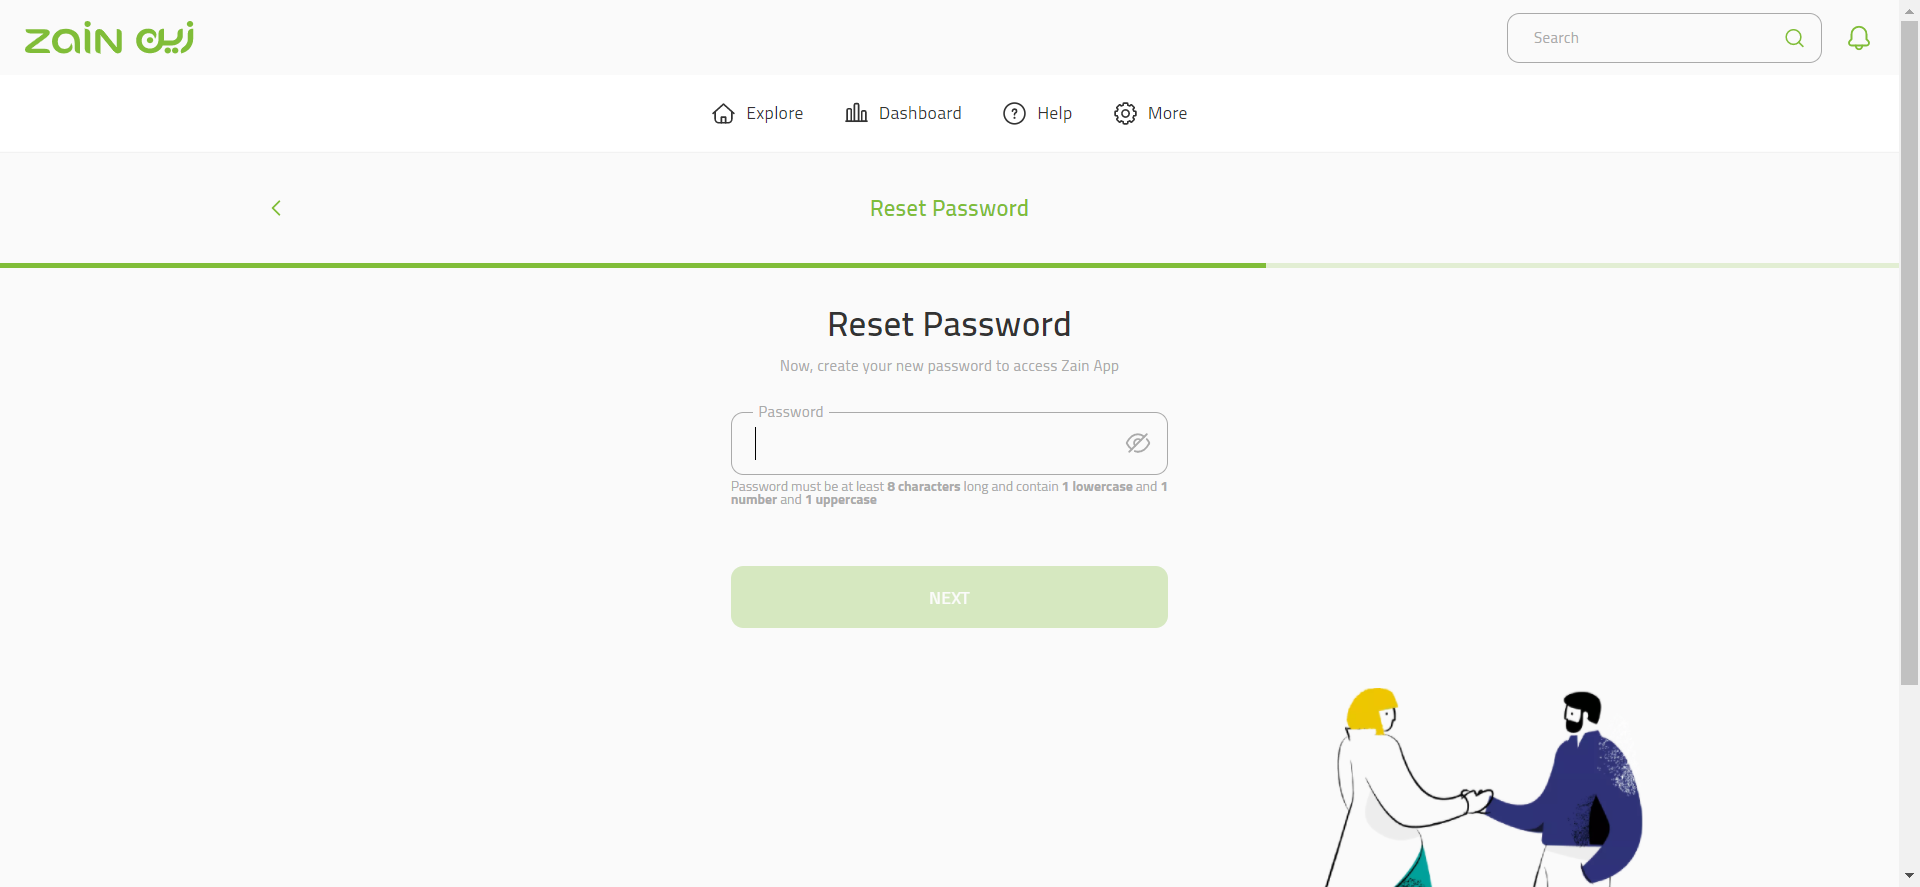 zain زين
Search
Explore Dashboard Help More
Reset Password
Reset Password
Now, create your new password to access Zain App
Password
Password must be at least 8 characters long and contain 1 lowercase and 1
number and 1 uppercase
NEXT